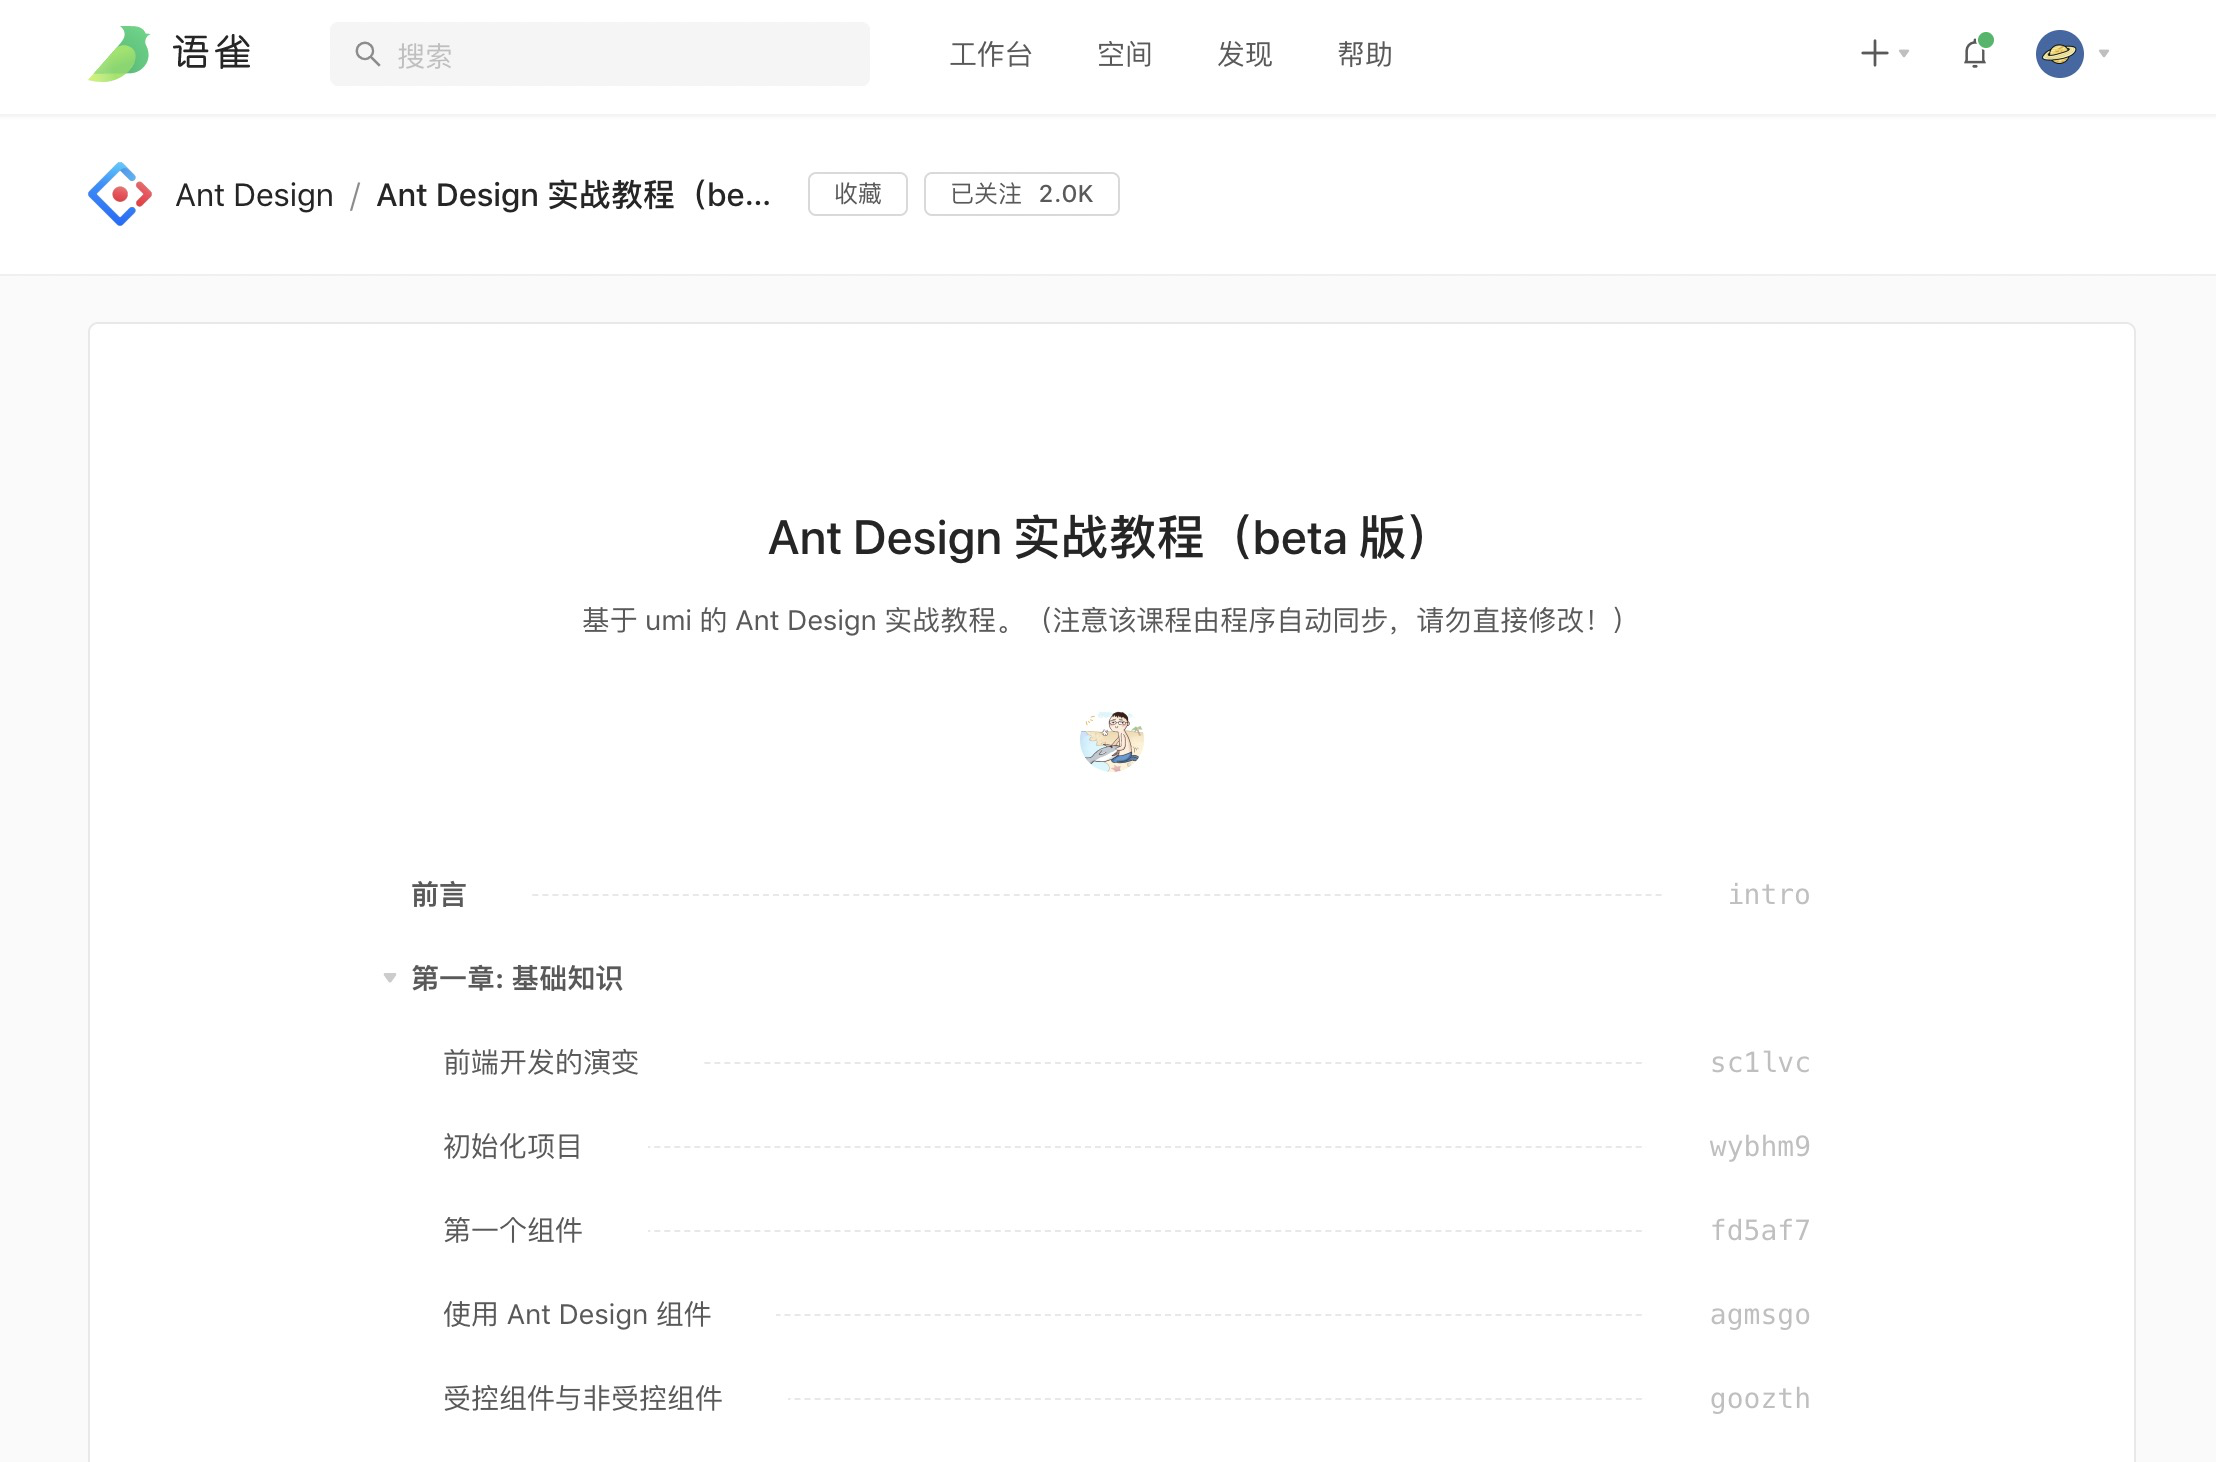 语雀 搜索 工作台 空间 发现 帮助
Ant Design / Ant Design 实战教程（be... 收藏 已关注 2.0K
Ant Design 实战教程（beta 版）
基于 umi 的 Ant Design 实战教程。（注意该课程由程序自动同步，请勿直接修改！）
前言 intro
第一章: 基础知识
前端开发的演变 sc1lvc
初始化项目 wybhm9
第一个组件 fd5af7
使用 Ant Design 组件 agmsgo
受控组件与非受控组件 goozth